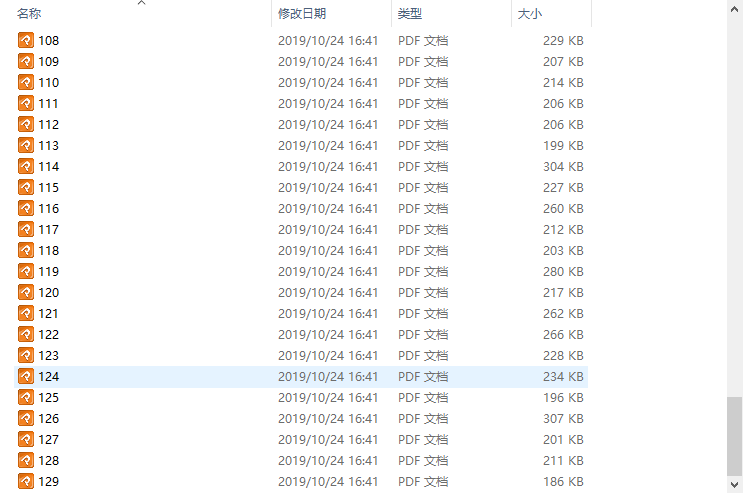 名称 修改日期 类型 大小
108 2019/10/24 16:41 PDF 文档 229 KB
109 2019/10/24 16:41 PDF 文档 207 KB
110 2019/10/24 16:41 PDF 文档 214 KB
111 2019/10/24 16:41 PDF 文档 206 KB
112 2019/10/24 16:41 PDF 文档 206 KB
113 2019/10/24 16:41 PDF 文档 199 KB
114 2019/10/24 16:41 PDF 文档 304 KB
115 2019/10/24 16:41 PDF 文档 227 KB
116 2019/10/24 16:41 PDF 文档 260 KB
117 2019/10/24 16:41 PDF 文档 212 KB
118 2019/10/24 16:41 PDF 文档 203 KB
119 2019/10/24 16:41 PDF 文档 280 KB
120 2019/10/24 16:41 PDF 文档 217 KB
121 2019/10/24 16:41 PDF 文档 262 KB
122 2019/10/24 16:41 PDF 文档 266 KB
123 2019/10/24 16:41 PDF 文档 228 KB
124 2019/10/24 16:41 PDF 文档 234 KB
125 2019/10/24 16:41 PDF 文档 196 KB
126 2019/10/24 16:41 PDF 文档 307 KB
127 2019/10/24 16:41 PDF 文档 201 KB
128 2019/10/24 16:41 PDF 文档 211 KB
129 2019/10/24 16:41 PDF 文档 186 KB